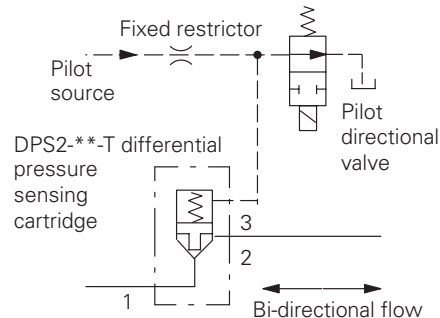 Fixed restrictor
Pilot
source
Pilot
directional
valve
DPS2-**-T differential
pressure
sensing
cartridge
3
2
1
Bi-directional flow